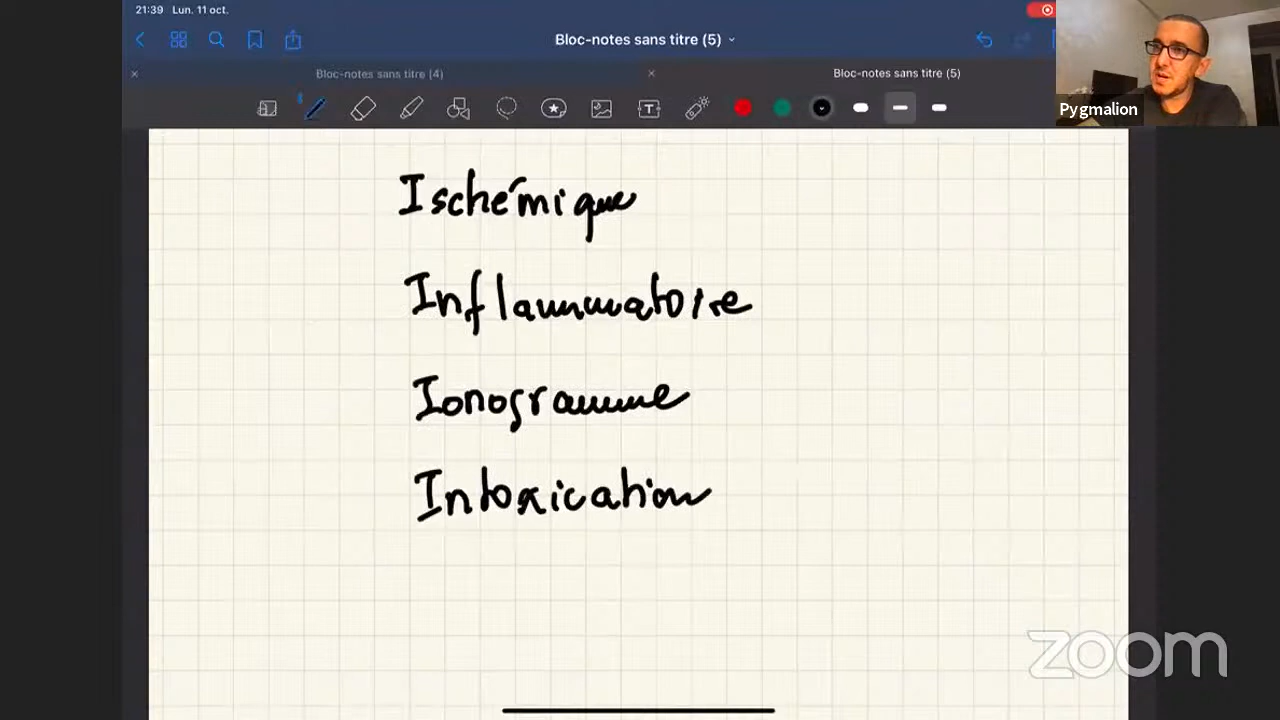 21:39 Lun. 11 oct.
Bloc-notes sans titre (5)
Bloc-notes sans titre (4)
Bloc-notes sans titre (5)
Pygmalion
Ischémique
Inflammatoire
Ionogramme
Intoxication
zoom